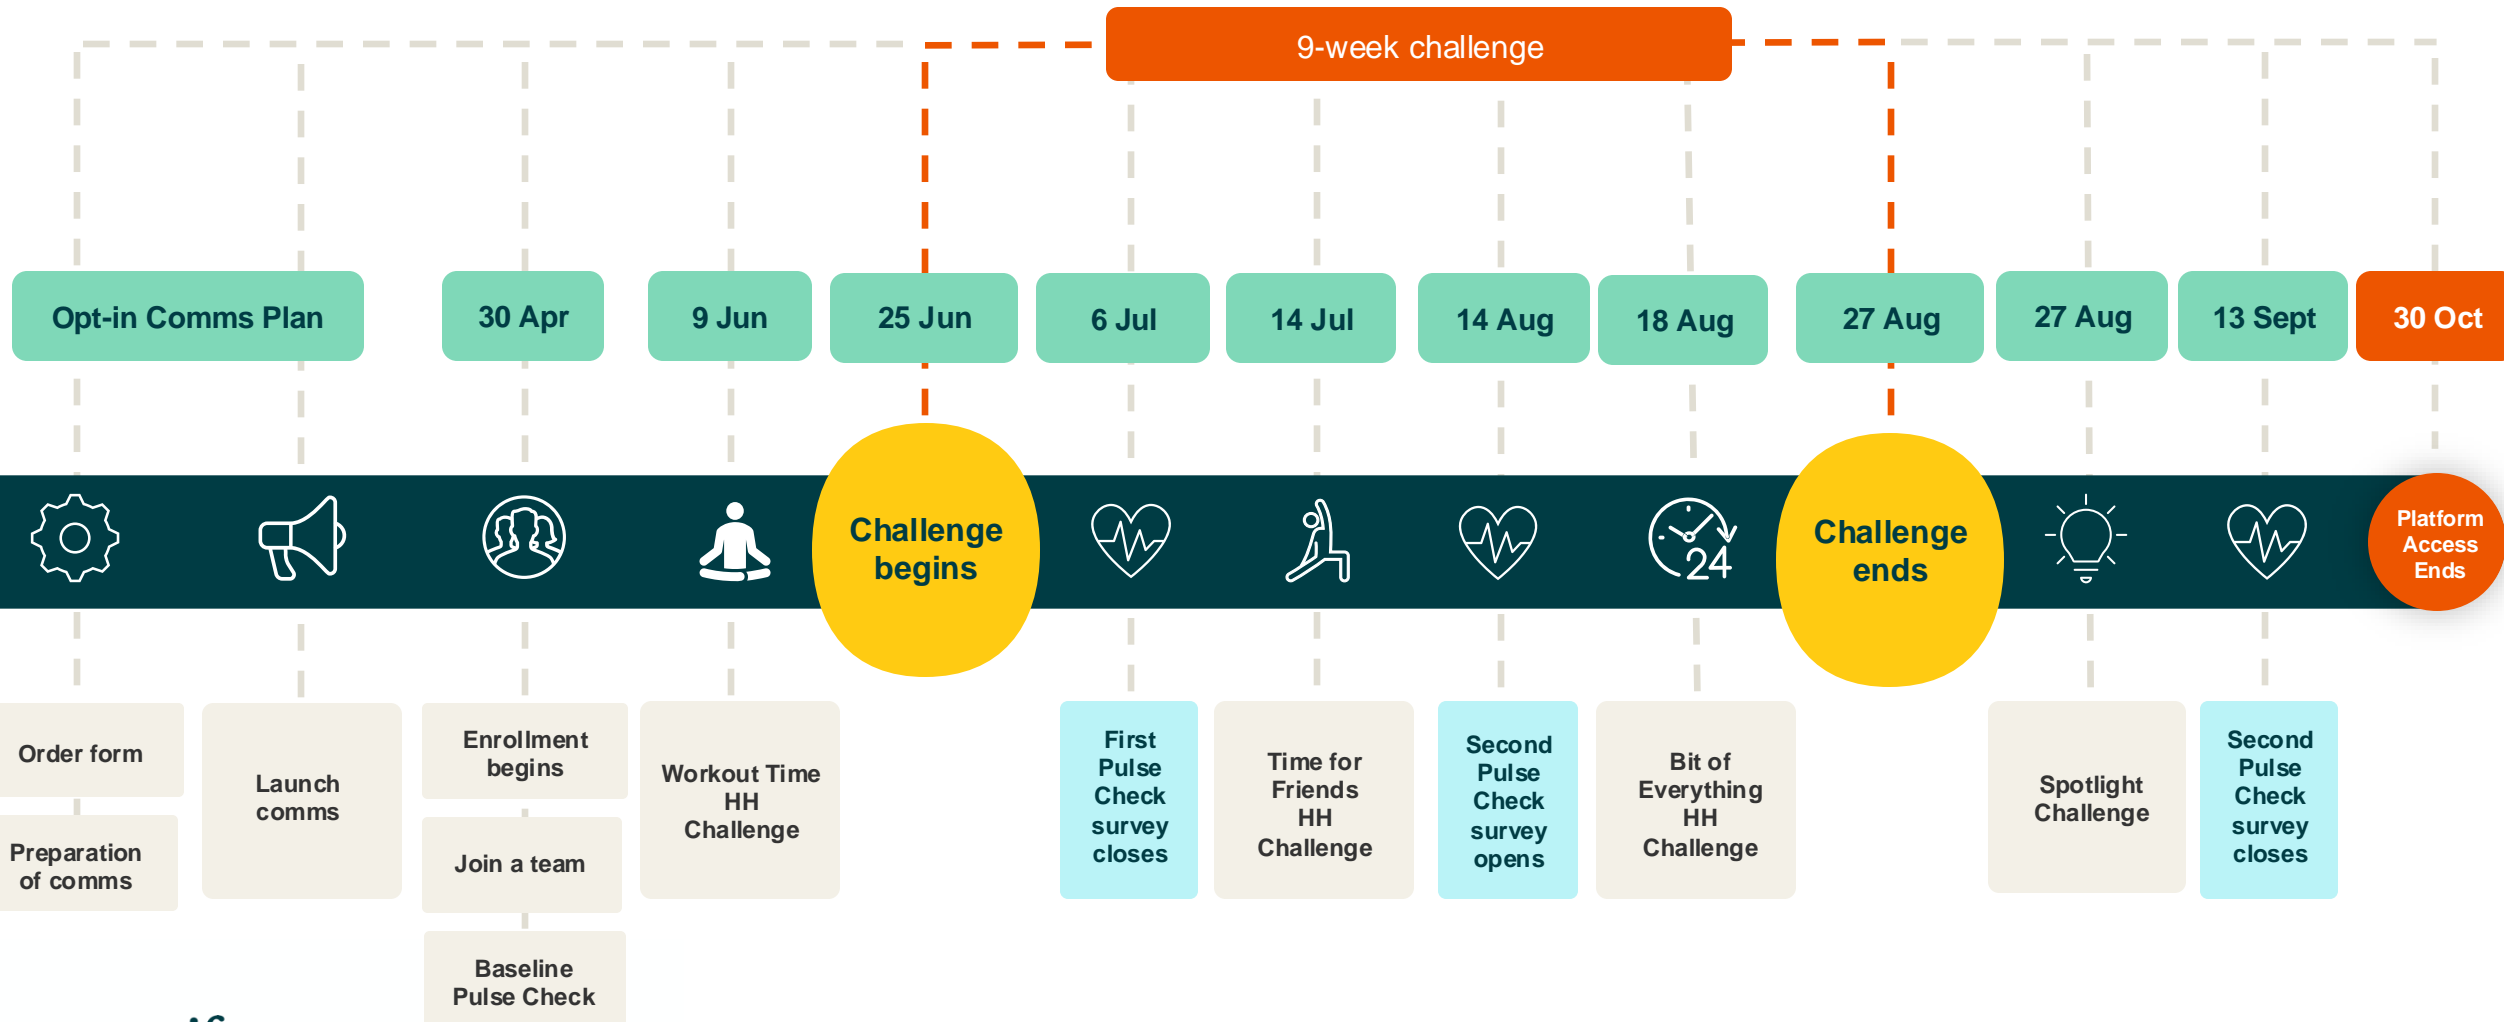 9-week challenge
Opt-in Comms Plan
30 Apr
9 Jun
25 Jun
6 Jul
14 Jul
14 Aug
18 Aug
27 Aug
27 Aug
13 Sept
30 Oct
24
Challenge
begins
Challenge
ends
Platform
Access
Ends
Order form
Preparation
of comms
Launch
comms
Enrollment
begins
Join a team
Baseline
Pulse Check
Workout Time
HH
Challenge
First
Pulse
Check
survey
closes
Time for
Friends
HH
Challenge
Second
Pulse
Check
survey
opens
Bit of
Everything
HH
Challenge
Spotlight
Challenge
Second
Pulse
Check
survey
closes